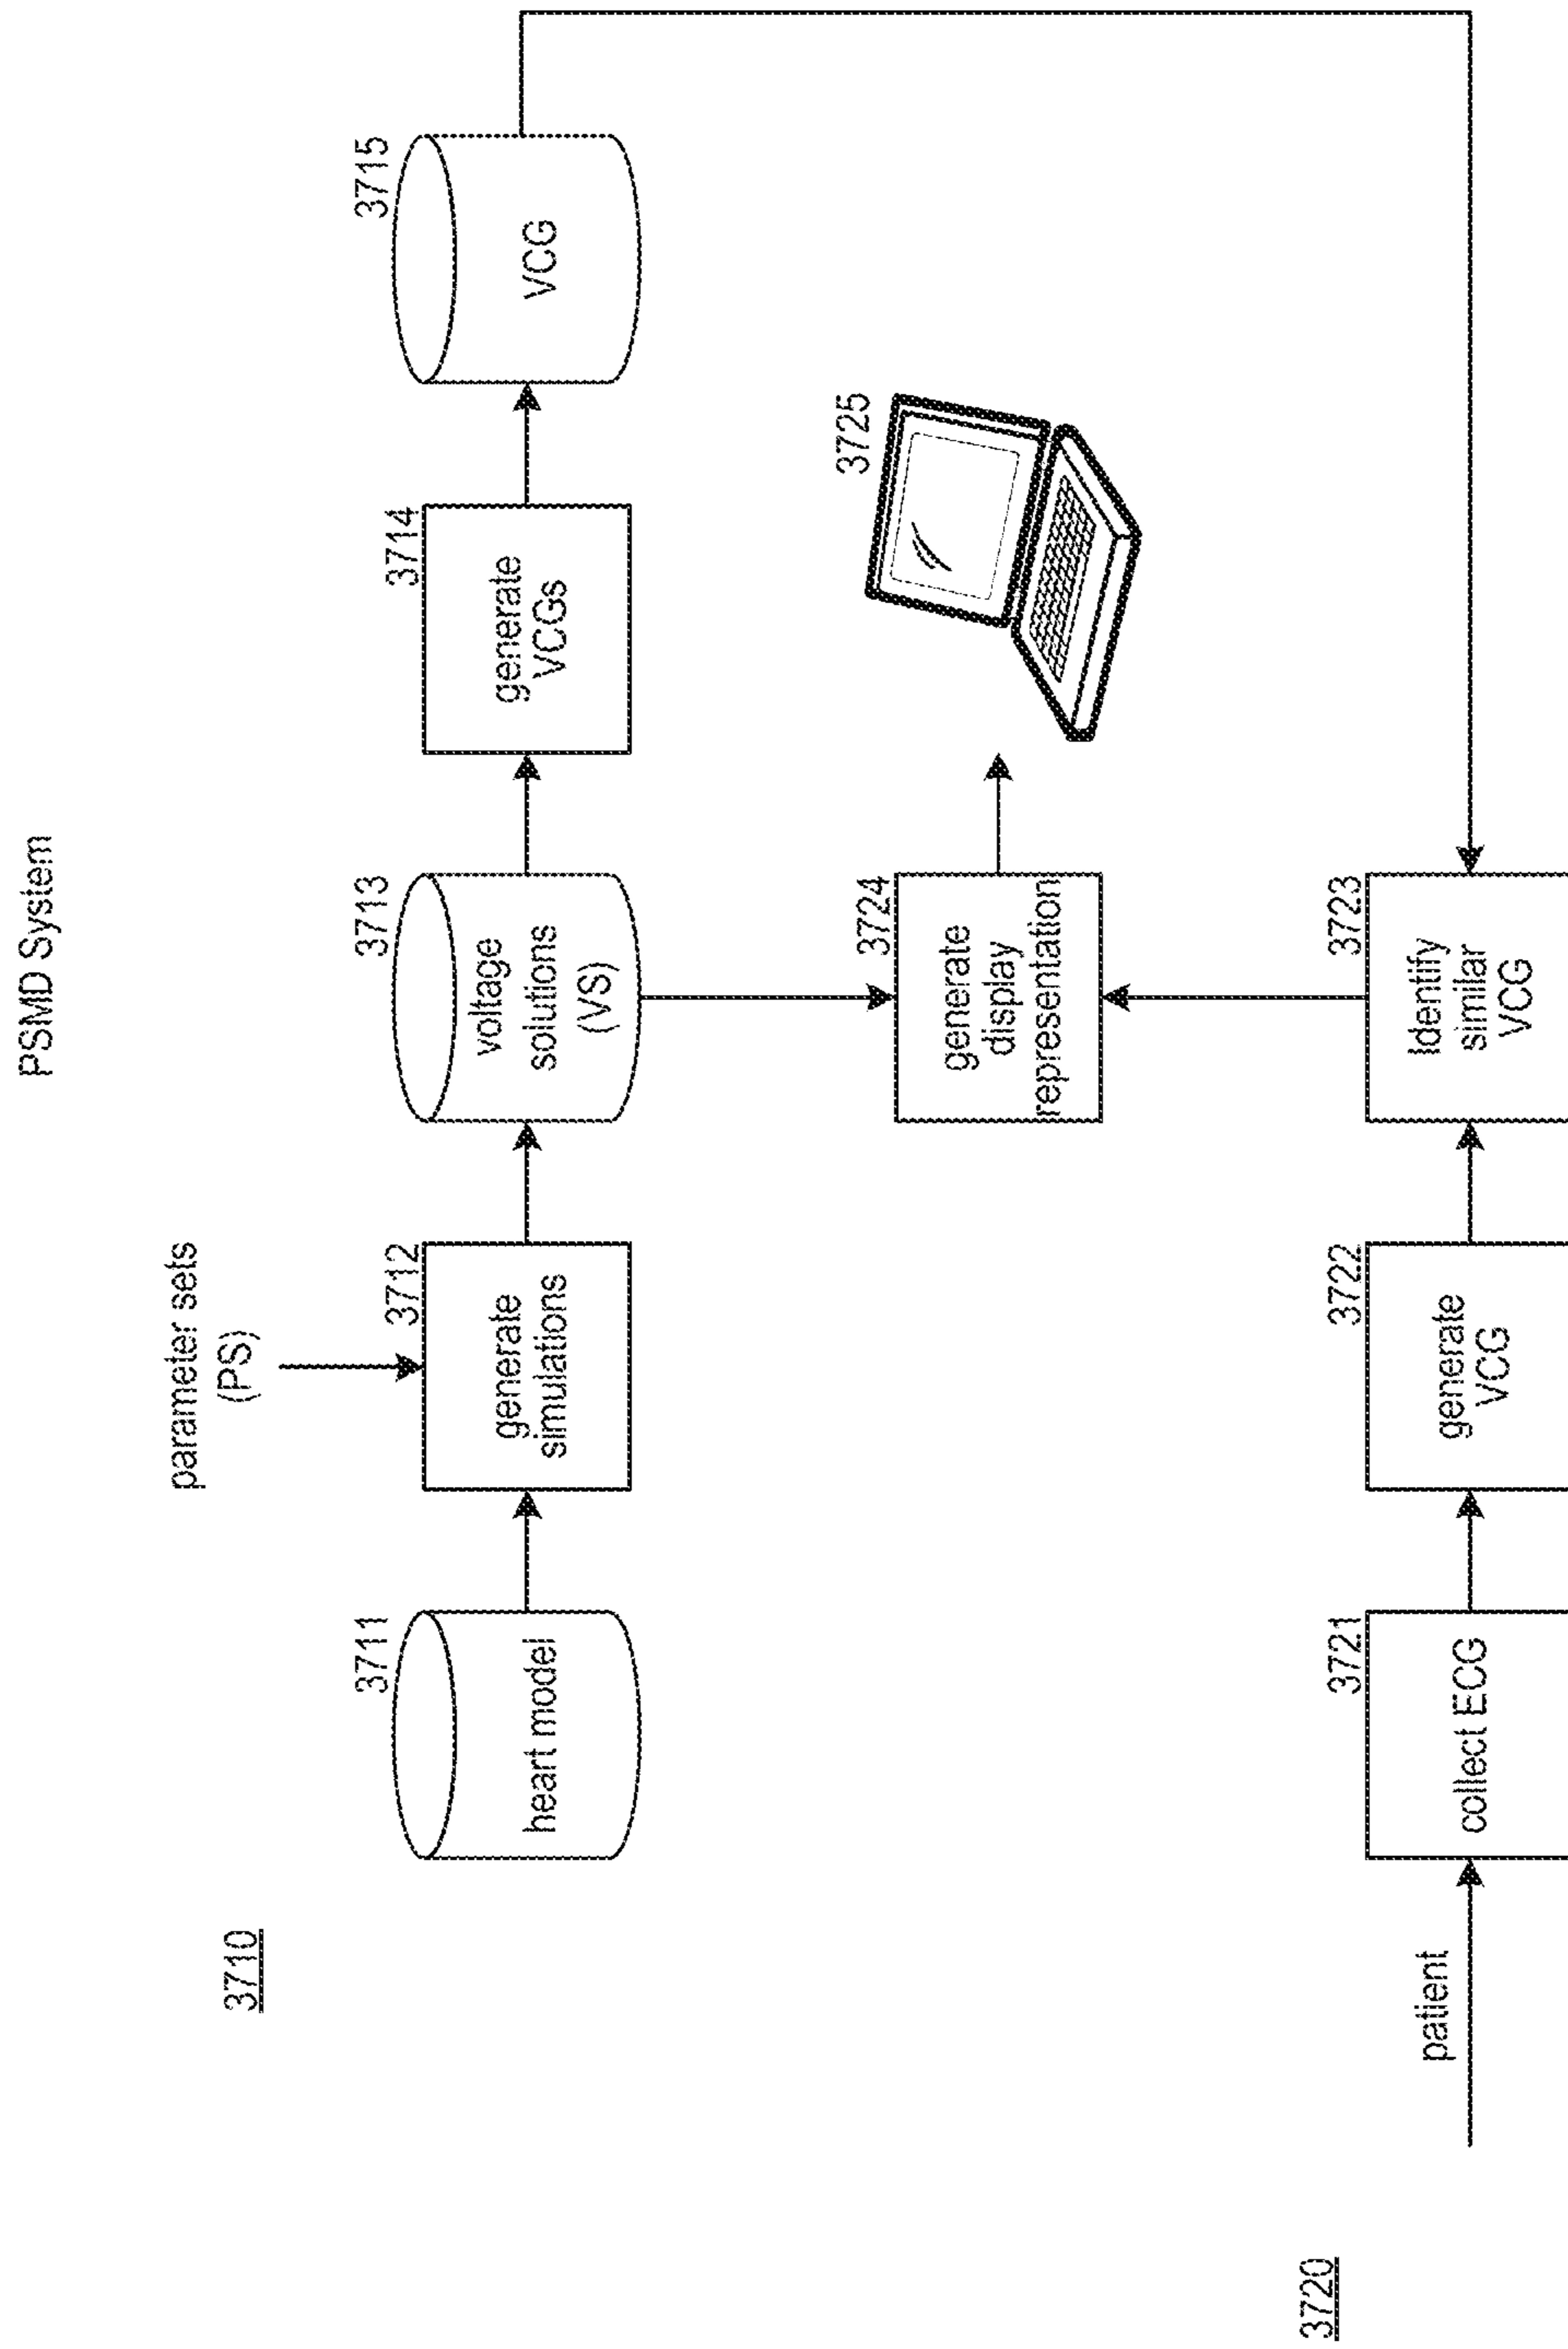 PSMD System
3710
parameter sets
(PS)
3711
heart model
3712
generate
simulations
3713
voltage
solutions
(VS)
3714
generate
VCGs
3715
VCG
3724
generate
display
representation
3725
3720
patient
3721
collect ECG
3722
generate
VCG
3723
Identify
similar
VCG